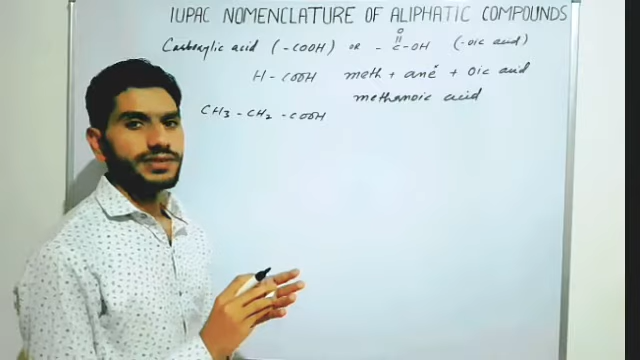 IUPAC NOMENCLATURE OF ALIPHATIC COMPOUNDS
Carboxylic acid (-COOH) OR - C-OH (-oic acid)
O
H - COOH meth + ane + oic acid
methanoic acid
CH3 - CH2 - COOH